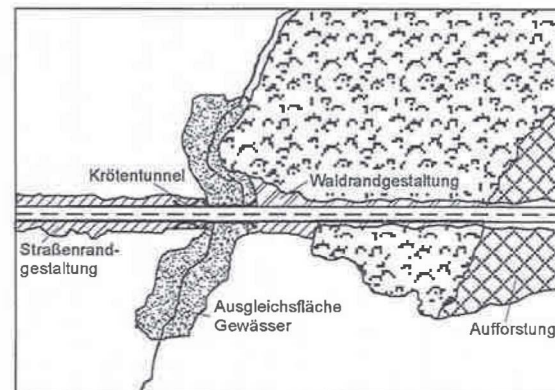 Krötentunnel
Waldrandgestaltung
Straßenrand-
gestaltung
Ausgleichsfläche
Gewässer
Aufforstung